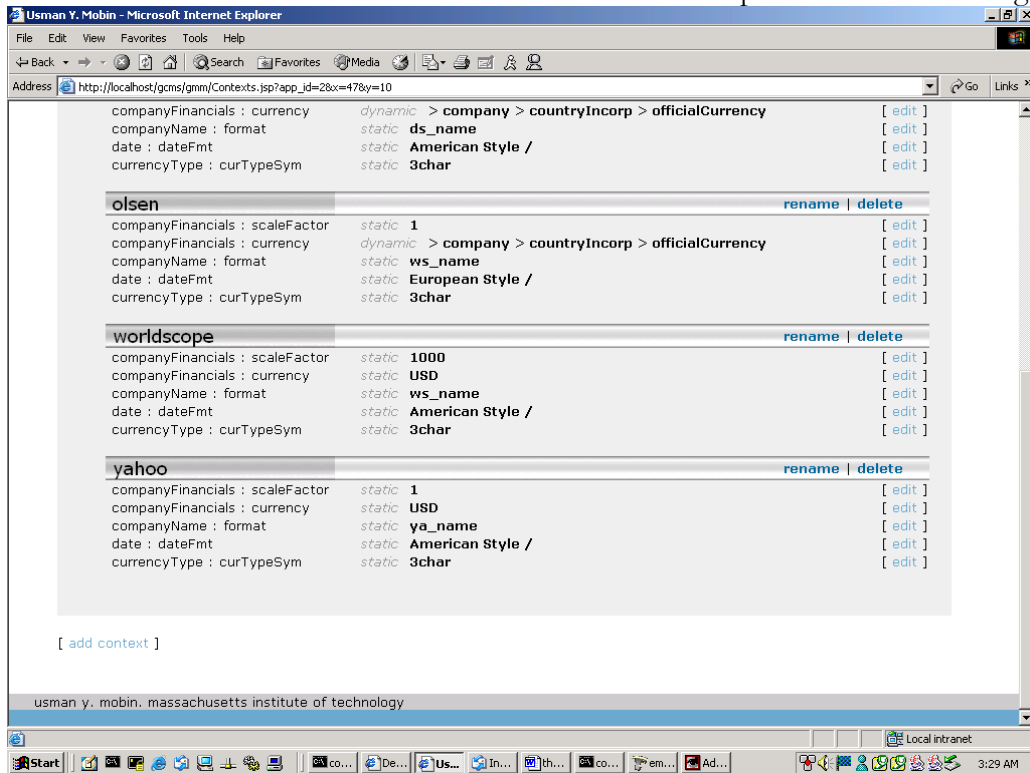 Usman Y. Mobin - Microsoft Internet Explorer
File Edit View Favorites Tools Help
Back Search Favorites Media
Address http://localhost/gcms/gmm/Contexts.jsp?app_id=2&x=47&y=10 Go Links »
companyFinancials : currency dynamic > company > countryIncorp > officialCurrency [ edit ]
companyName : format static ds_name [ edit ]
date : dateFmt static American Style / [ edit ]
currencyType : curTypeSym static 3char [ edit ]
olsen rename | delete
companyFinancials : scaleFactor static 1 [ edit ]
companyFinancials : currency dynamic > company > countryIncorp > officialCurrency [ edit ]
companyName : format static ws_name [ edit ]
date : dateFmt static European Style / [ edit ]
currencyType : curTypeSym static 3char [ edit ]
worldscope rename | delete
companyFinancials : scaleFactor static 1000 [ edit ]
companyFinancials : currency static USD [ edit ]
companyName : format static ws_name [ edit ]
date : dateFmt static American Style / [ edit ]
currencyType : curTypeSym static 3char [ edit ]
yahoo rename | delete
companyFinancials : scaleFactor static 1 [ edit ]
companyFinancials : currency static USD [ edit ]
companyName : format static ya_name [ edit ]
date : dateFmt static American Style / [ edit ]
currencyType : curTypeSym static 3char [ edit ]
[ add context ]
usman y. mobin. massachusetts institute of technology
Local intranet
Start co... De... Us... In... th... co... em... Ad... 3:29 AM